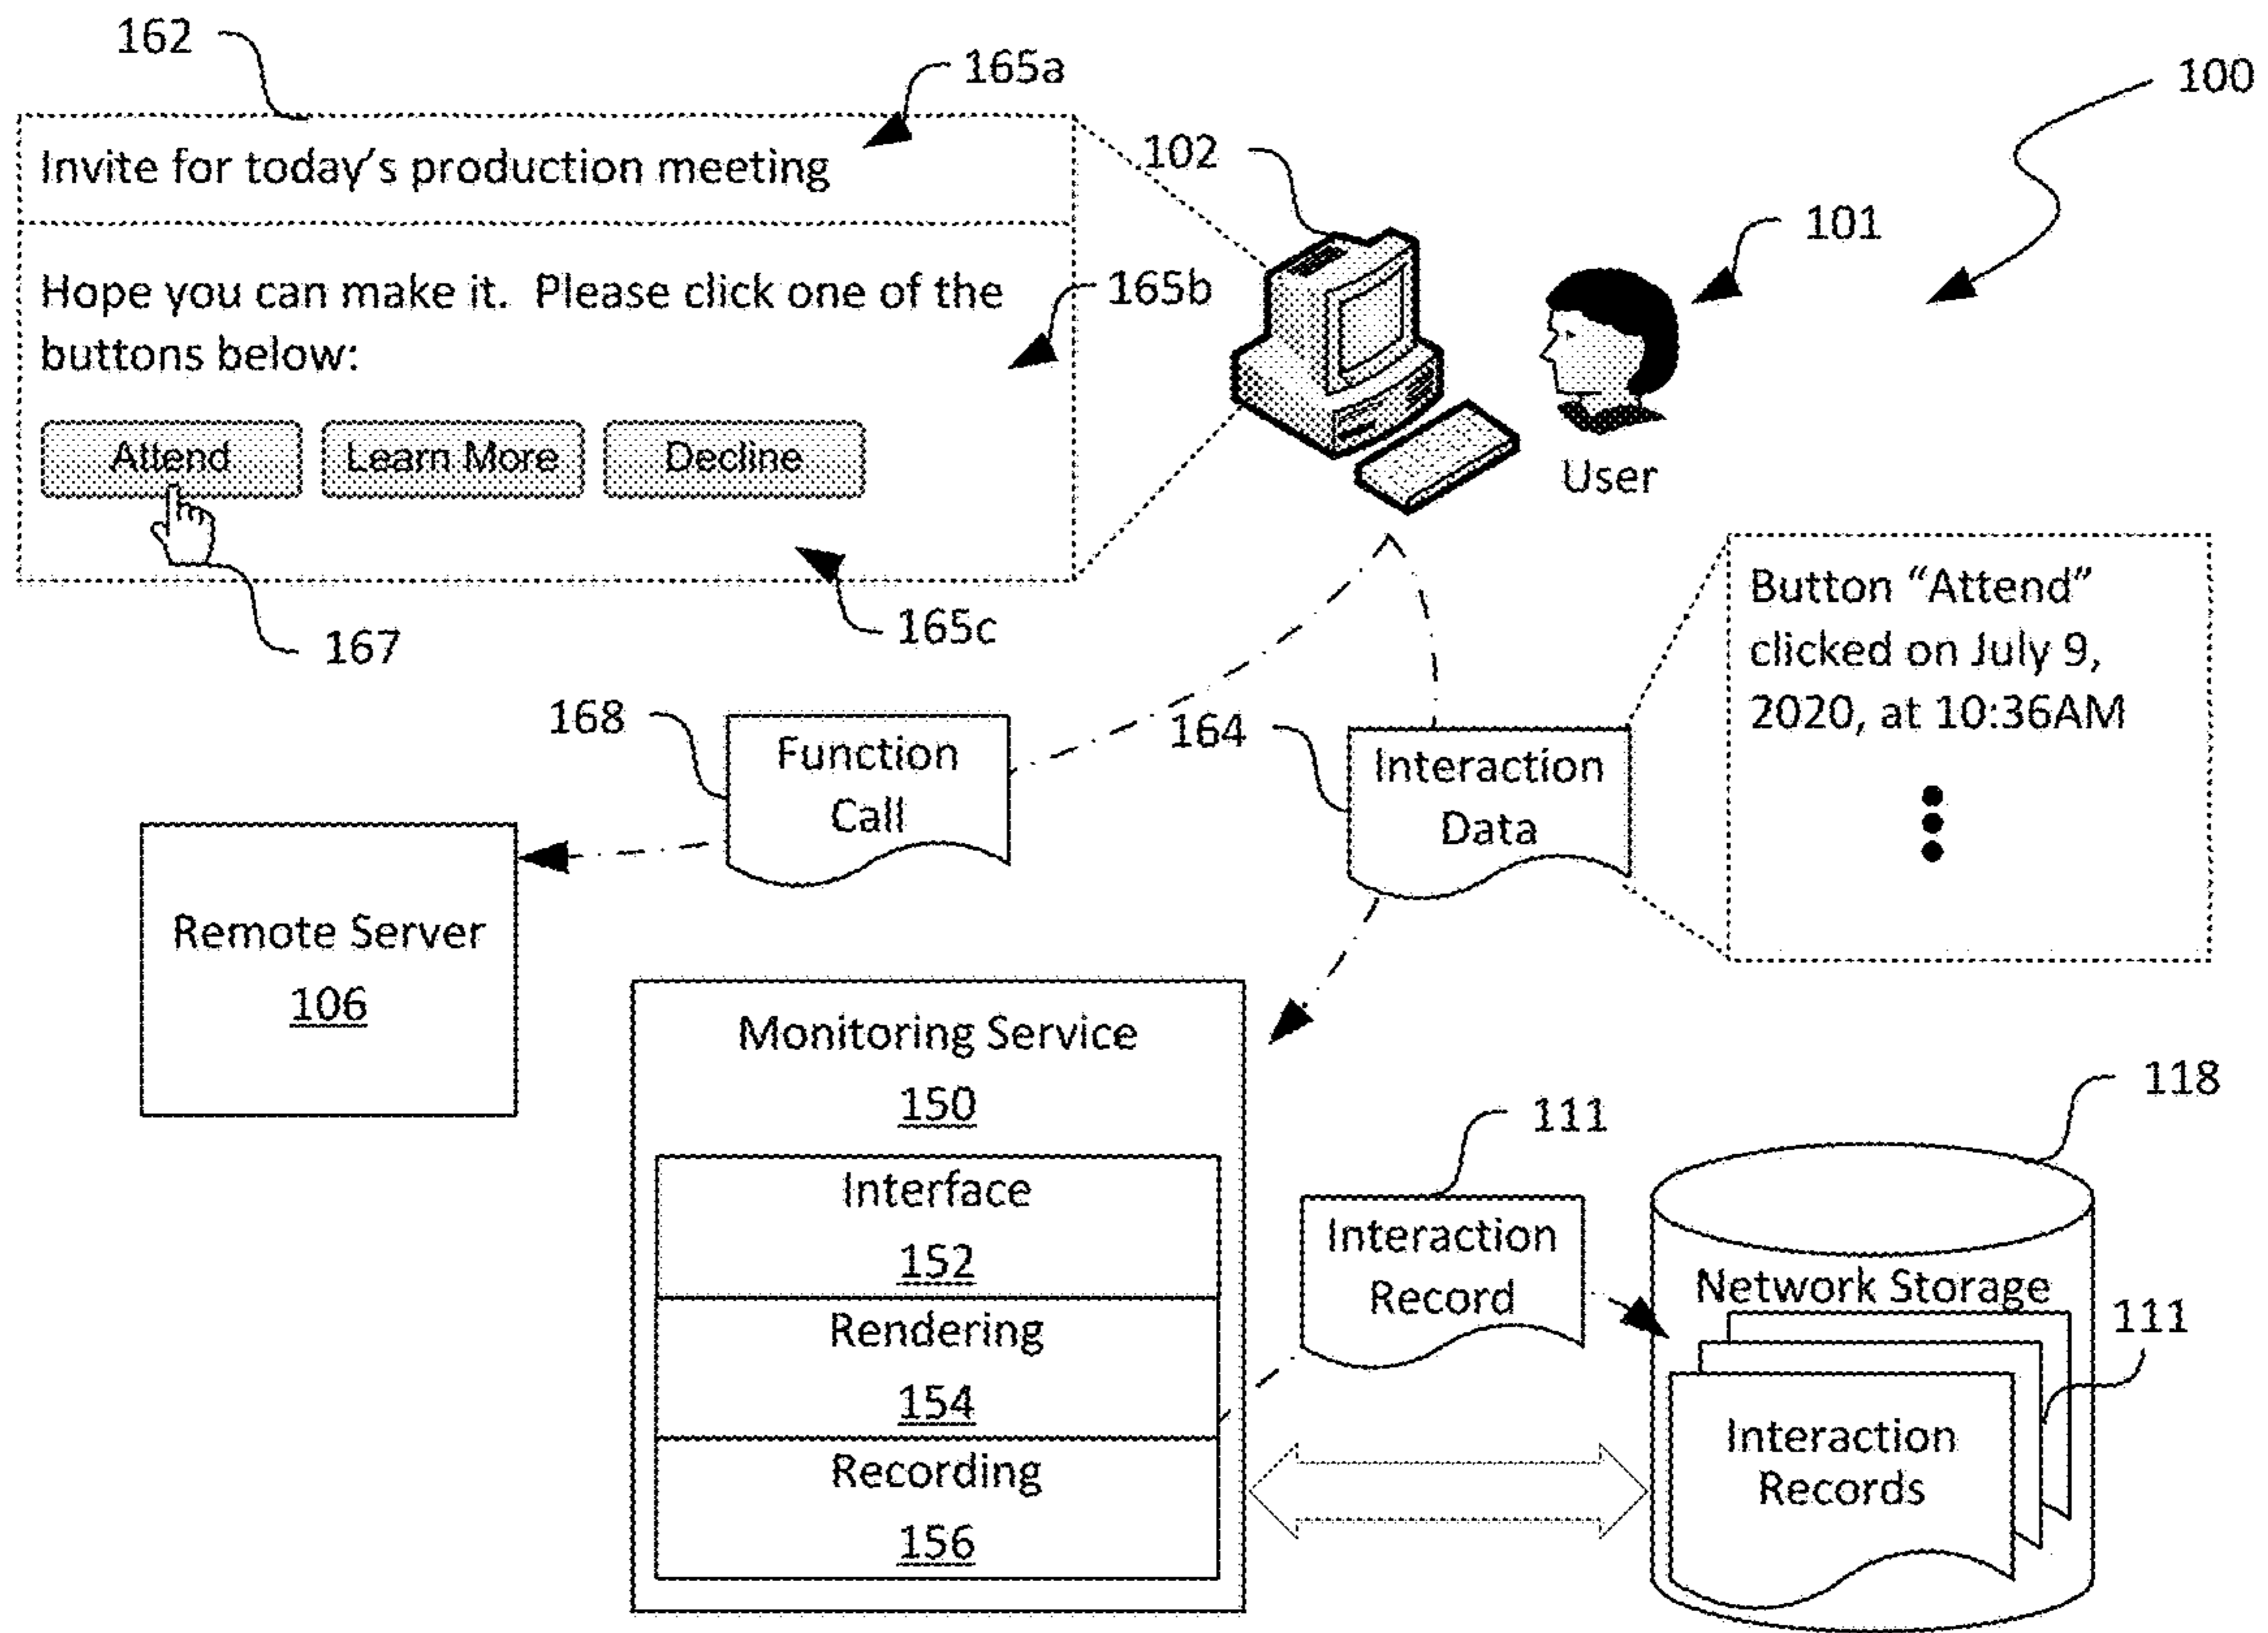 162
165a
100
Invite for today's production meeting
102
101
Hope you can make it.  Please click one of the
buttons below:
165b
Attend
Learn More
Decline
User
167
165c
Button “Attend”
clicked on July 9,
2020, at 10:36AM
168
Function
Call
164
Interaction
Data
Remote Server
106
Monitoring Service
150
Interface
152
Rendering
154
Recording
156
111
Interaction
Record
118
Network Storage
111
Interaction
Records